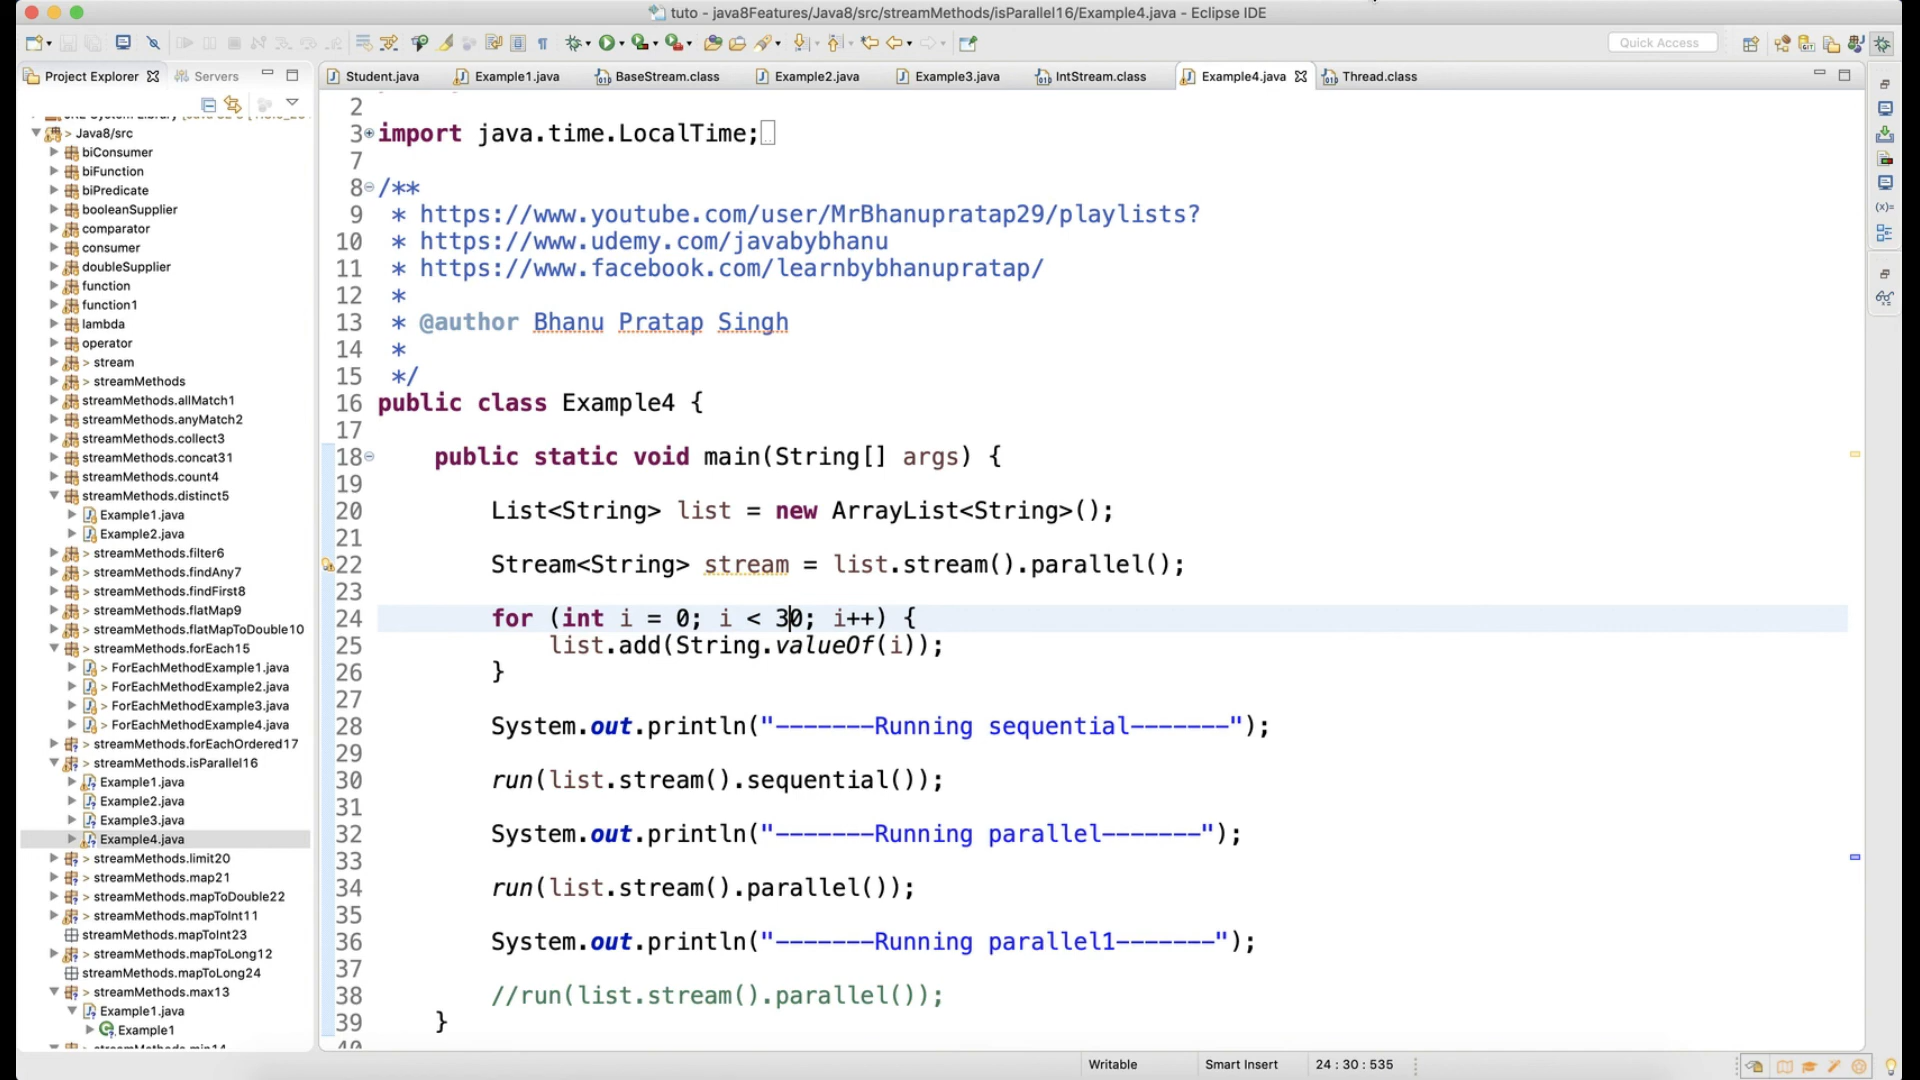 tuto - java8Features/Java8/src/streamMethods/isParallel16/Example4.java - Eclipse IDE
Quick Access
Project Explorer
Servers
Student.java
Example1.java
BaseStream.class
Example2.java
Example3.java
IntStream.class
Example4.java
Thread.class
> Java8/src
biConsumer
biFunction
biPredicate
booleanSupplier
comparator
consumer
doubleSupplier
function
function1
lambda
operator
> stream
> streamMethods
streamMethods.allMatch1
streamMethods.anyMatch2
streamMethods.collect3
streamMethods.concat31
streamMethods.count4
streamMethods.distinct5
Example1.java
Example2.java
> streamMethods.filter6
> streamMethods.findAny7
> streamMethods.findFirst8
> streamMethods.flatMap9
> streamMethods.flatMapToDouble10
> streamMethods.forEach15
> ForEachMethodExample1.java
> ForEachMethodExample2.java
> ForEachMethodExample3.java
> ForEachMethodExample4.java
> streamMethods.forEachOrdered17
> streamMethods.isParallel16
Example1.java
Example2.java
Example3.java
Example4.java
> streamMethods.limit20
> streamMethods.map21
> streamMethods.mapToDouble22
> streamMethods.mapToInt11
streamMethods.mapToInt23
> streamMethods.mapToLong12
streamMethods.mapToLong24
> streamMethods.max13
Example1.java
Example1
2
3 import java.time.LocalTime;
7
8 /**
9 * https://www.youtube.com/user/MrBhanupratap29/playlists?
10 * https://www.udemy.com/javabybhanu
11 * https://www.facebook.com/learnbybhanupratap/
12 *
13 * @author Bhanu Pratap Singh
14 *
15 */
16 public class Example4 {
17
18 public static void main(String[] args) {
19
20 List<String> list = new ArrayList<String>();
21
22 Stream<String> stream = list.stream().parallel();
23
24 for (int i = 0; i < 30; i++) {
25 list.add(String.valueOf(i));
26 }
27
28 System.out.println("-------Running sequential-------");
29
30 run(list.stream().sequential());
31
32 System.out.println("-------Running parallel-------");
33
34 run(list.stream().parallel());
35
36 System.out.println("-------Running parallel1-------");
37
38 //run(list.stream().parallel());
39 }
Writable
Smart Insert
24 : 30 : 535